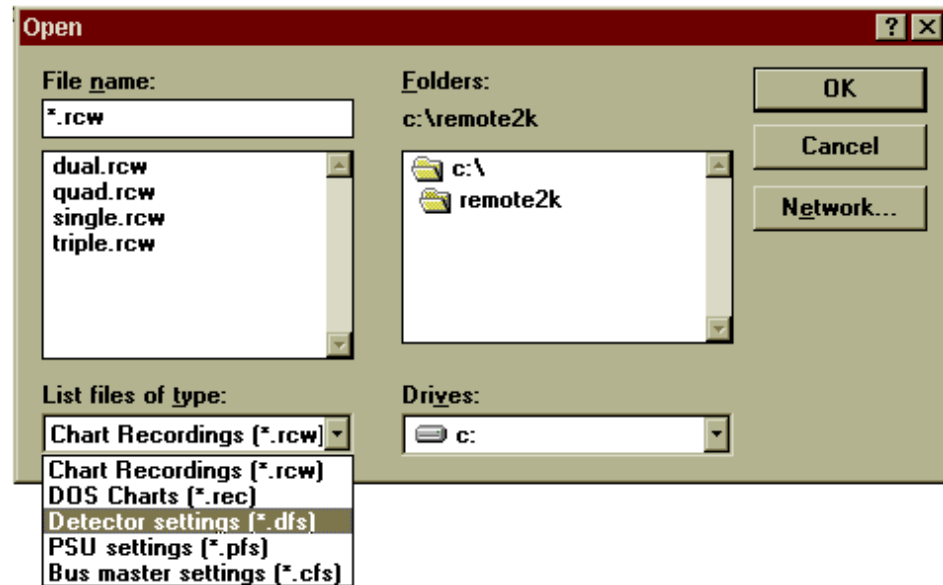 Open
File name:
*.rcw
dual.rcw
quad.rcw
single.rcw
triple.rcw
Folders:
c:\remote2k
c:\
remote2k
OK
Cancel
Network...
List files of type:
Chart Recordings (*.rcw)
Chart Recordings (*.rcw)
DOS Charts (*.rec)
Detector settings (*.dfs)
PSU settings (*.pfs)
Bus master settings (*.cfs)
Drives:
c: